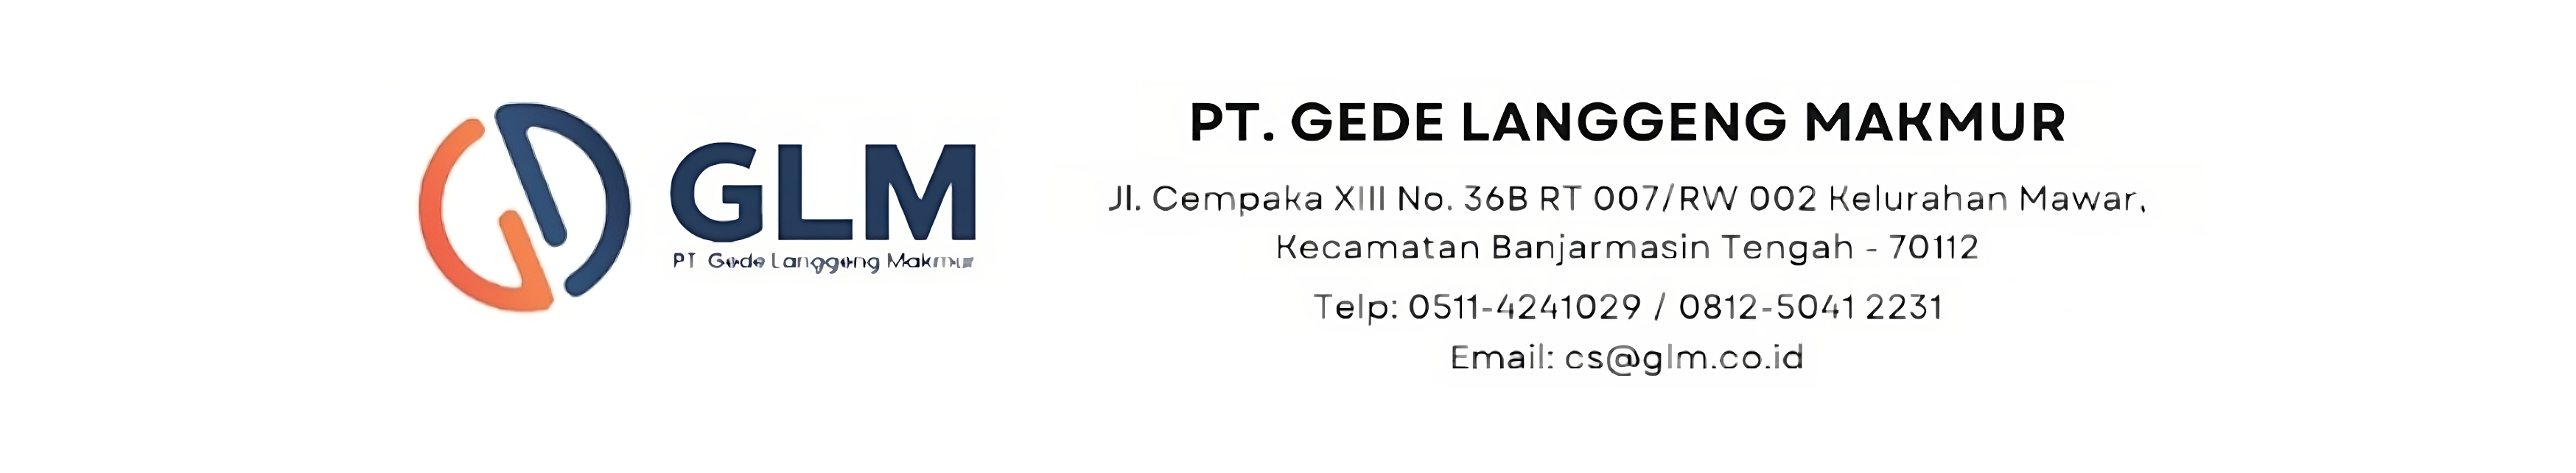 GLM
PT Gede Langgeng Makmur
PT. GEDE LANGGENG MAKMUR
Jl. Cempaka XIII No. 36B RT 007/RW 002 Kelurahan Mawar,
Kecamatan Banjarmasin Tengah - 70112
Telp: 0511-4241029 / 0812-5041 2231
Email: cs@glm.co.id